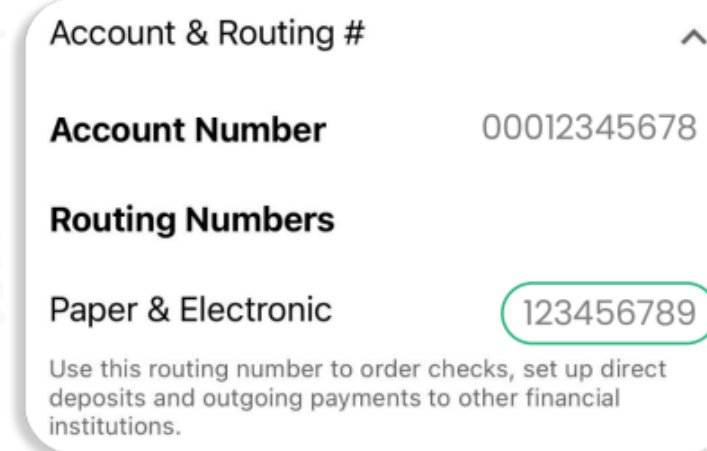 Account & Routing #
Account Number 00012345678
Routing Numbers
Paper & Electronic 123456789
Use this routing number to order checks, set up direct
deposits and outgoing payments to other financial
institutions.